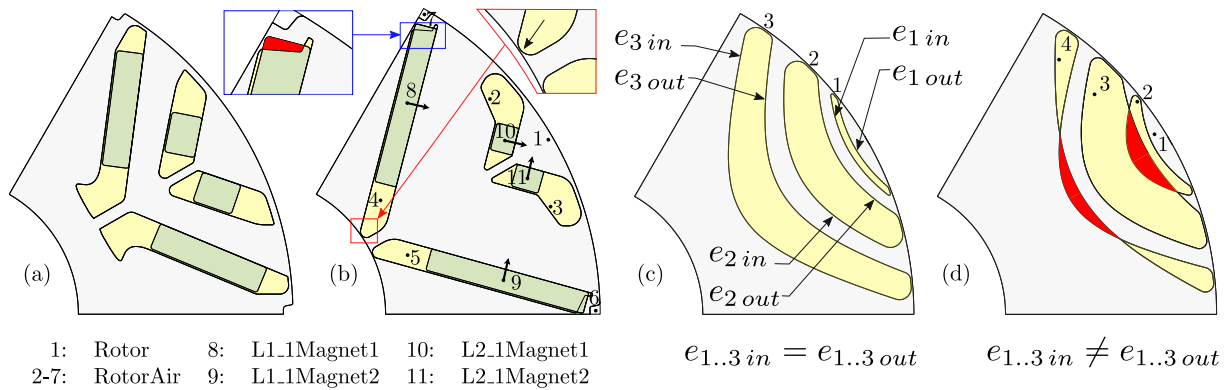 8
10
11
2
3
1
4
5
9
6
(a)
(b)
e3 in
e3 out
3
2
1
e1 in
e1 out
e2 in
e2 out
(c)
4
3
2
1
(d)
1: Rotor 8: L1_1Magnet1 10: L2_1Magnet1
2-7: RotorAir 9: L1_1Magnet2 11: L2_1Magnet2
e1..3 in = e1..3 out
e1..3 in ≠ e1..3 out